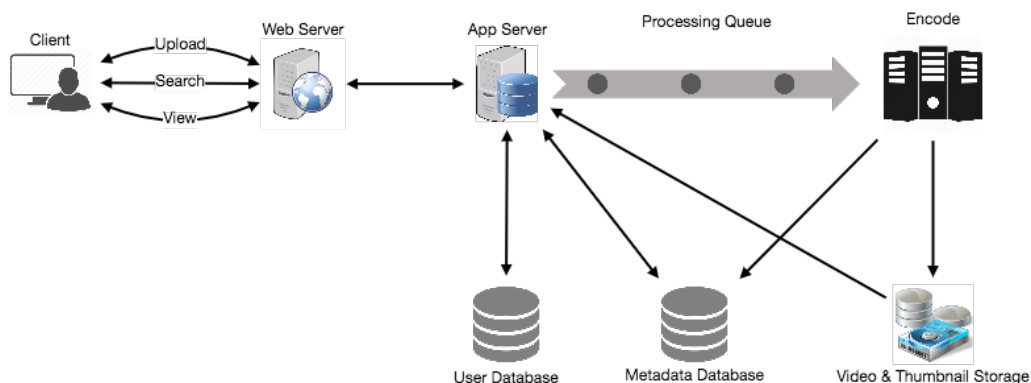 Client
Upload
Search
View
Web Server
App Server
Processing Queue
Encode
User Database
Metadata Database
Video & Thumbnail Storage